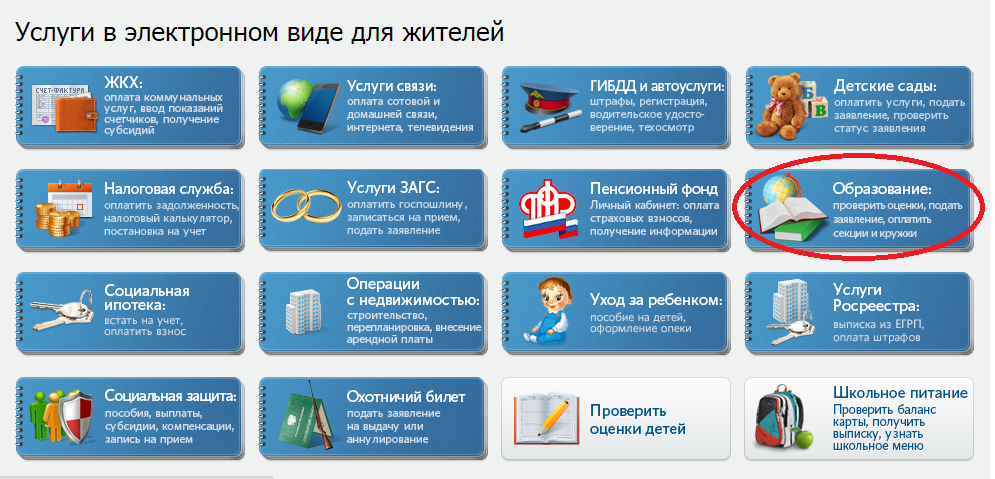 Услуги в электронном виде для жителей
ЖКХ:
оплата коммунальных
услуг, ввод показаний
счетчиков, получение
субсидий
СЧЕТ-ФАКТУРА
Услуги связи:
оплата сотовой и
домашней связи,
интернета, телевидения
ГИБДД и автоуслуги:
штрафы, регистрация,
водительское удосто-
верение, техосмотр
Детские сады:
оплатить услуги, подать
заявление, проверить
статус заявления
Налоговая служба:
оплатить задолженность,
налоговый калькулятор,
постановка на учет
Услуги ЗАГС:
оплатить госпошлину,
записаться на прием,
подать заявление
Пенсионный фонд
Личный кабинет: оплата
страховых взносов,
получение информации
Образование:
проверить оценки, подать
заявление, оплатить
секции и кружки
Социальная
ипотека:
встать на учет,
оплатить взнос
Операции
с недвижимостью:
строительство,
перепланировка, внесение
арендной платы
Уход за ребенком:
пособие на детей,
оформление опеки
Услуги
Росреестра:
выписка из ЕГРП,
оплата штрафов
Социальная защита:
пособия, выплаты,
субсидии, компенсации,
запись на прием
Охотничий билет
подать заявление
на выдачу или
аннулирование
Проверить
оценки детей
Школьное питание
Проверить баланс
карты, получить
выписку, узнать
школьное меню